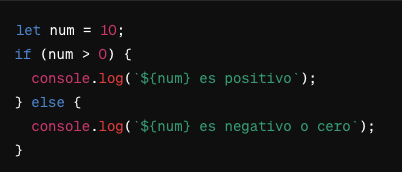 let num = 10;
if (num > 0) {
  console.log(`${num} es positivo`);
} else {
  console.log(`${num} es negativo o cero`);
}